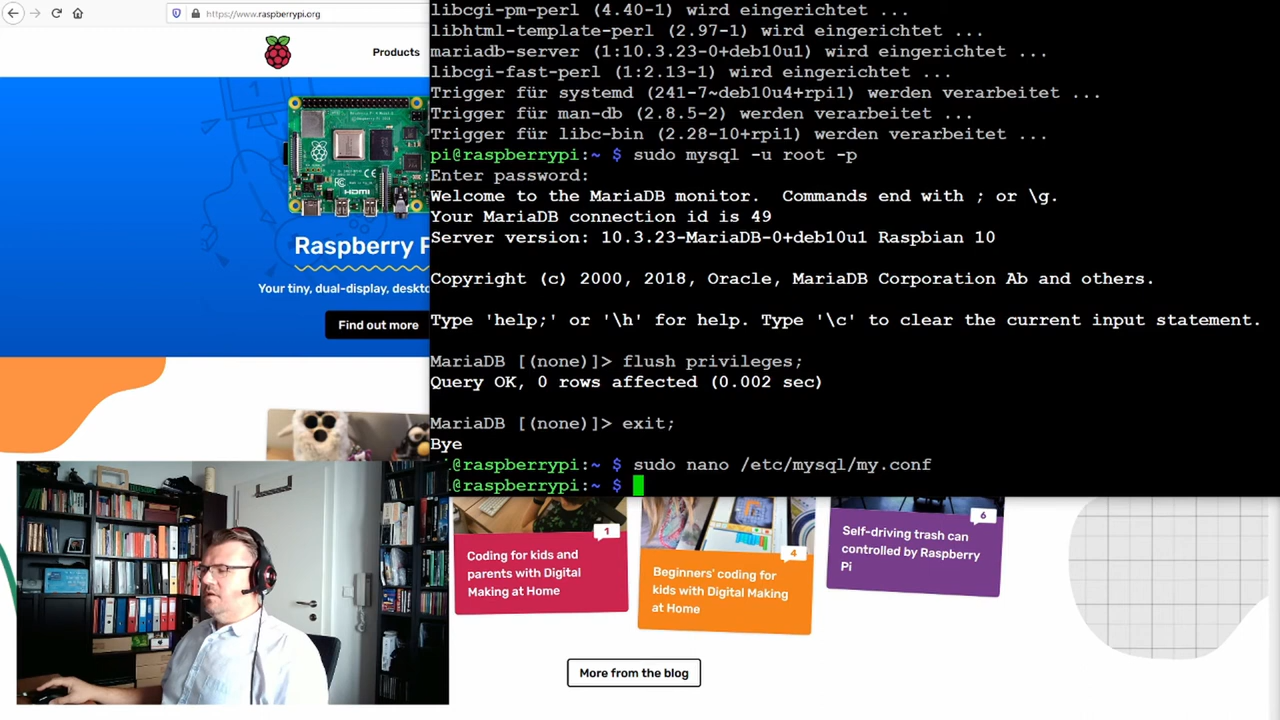 https://www.raspberrypi.org
Products
Raspberry P
Your tiny, dual-display, deskto
Find out more
libcgi-pm-perl (4.40-1) wird eingerichtet ...
libhtml-template-perl (2.97-1) wird eingerichtet ...
mariadb-server (1:10.3.23-0+deb10u1) wird eingerichtet ...
libcgi-fast-perl (1:2.13-1) wird eingerichtet ...
Trigger für systemd (241-7~deb10u4+rpi1) werden verarbeitet ...
Trigger für man-db (2.8.5-2) werden verarbeitet ...
Trigger für libc-bin (2.28-10+rpi1) werden verarbeitet ...
pi@raspberrypi:~ $ sudo mysql -u root -p
Enter password:
Welcome to the MariaDB monitor.  Commands end with ; or \g.
Your MariaDB connection id is 49
Server version: 10.3.23-MariaDB-0+deb10u1 Raspbian 10
Copyright (c) 2000, 2018, Oracle, MariaDB Corporation Ab and others.
Type 'help;' or '\h' for help. Type '\c' to clear the current input statement.
MariaDB [(none)]> flush privileges;
Query OK, 0 rows affected (0.002 sec)
MariaDB [(none)]> exit;
Bye
i@raspberrypi:~ $ sudo nano /etc/mysql/my.conf
@raspberrypi:~ $
1
Coding for kids and
parents with Digital
Making at Home
4
Beginners' coding for
kids with Digital Making
at Home
6
Self-driving trash can
controlled by Raspberry
Pi
More from the blog